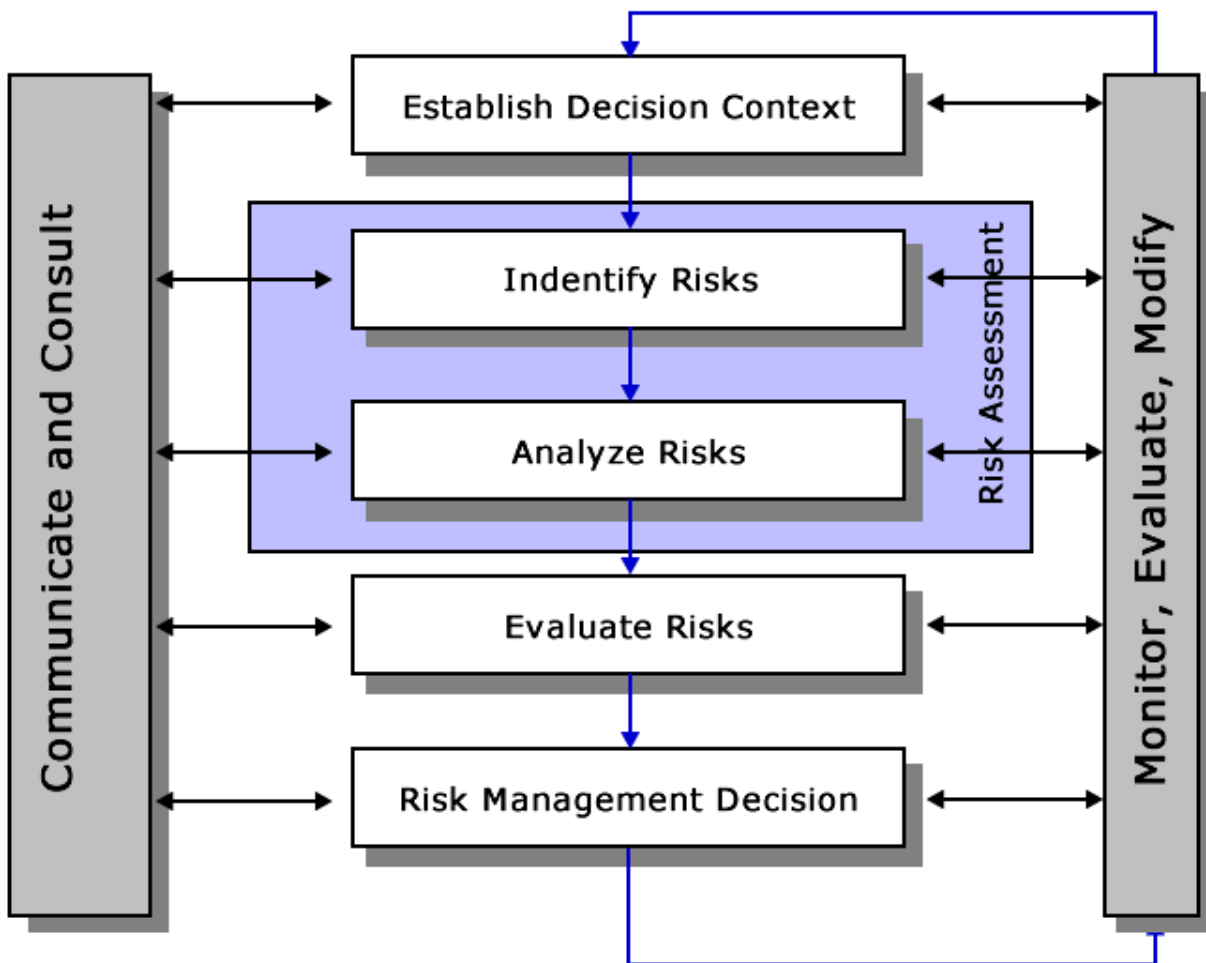 Establish Decision Context
Communicate and Consult
Indentify Risks
Risk Assessment
Analyze Risks
Monitor, Evaluate, Modify
Evaluate Risks
Risk Management Decision